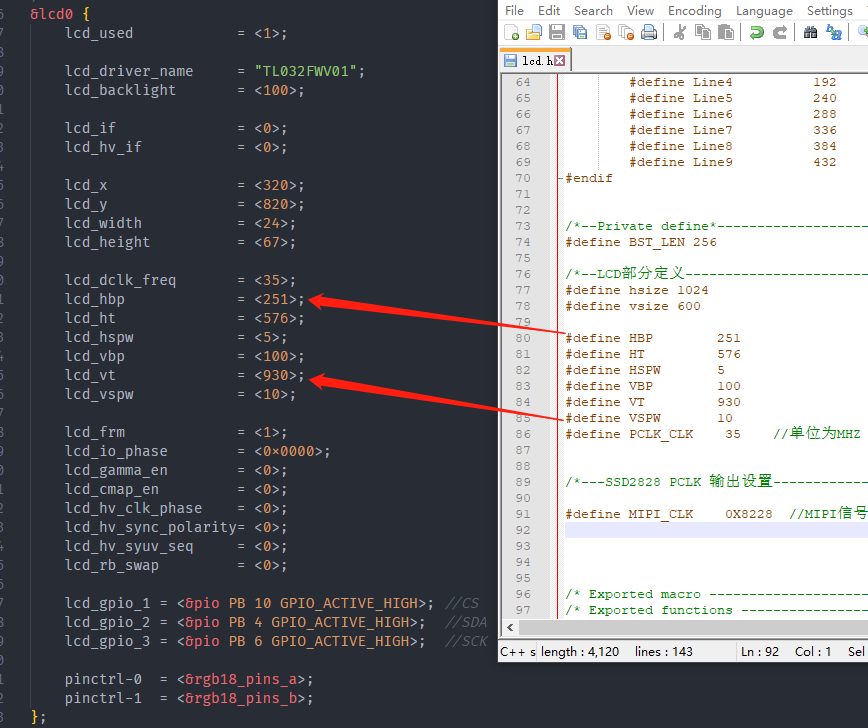 &lcd0 {
lcd_used = <1>;
lcd_driver_name = "TL032FWV01";
lcd_backlight = <100>;
lcd_if = <0>;
lcd_hv_if = <0>;
lcd_x = <320>;
lcd_y = <820>;
lcd_width = <24>;
lcd_height = <67>;
lcd_dclk_freq = <35>;
lcd_hbp = <251>;
lcd_ht = <576>;
lcd_hspw = <5>;
lcd_vbp = <100>;
lcd_vt = <930>;
lcd_vspw = <10>;
lcd_frm = <1>;
lcd_io_phase = <0×0000>;
lcd_gamma_en = <0>;
lcd_cmap_en = <0>;
lcd_hv_clk_phase = <0>;
lcd_hv_sync_polarity= <0>;
lcd_hv_syuv_seq = <0>;
lcd_rb_swap = <0>;
lcd_gpio_1 = <&pio PB 10 GPIO_ACTIVE_HIGH>; //CS
lcd_gpio_2 = <&pio PB 4 GPIO_ACTIVE_HIGH>; //SDA
lcd_gpio_3 = <&pio PB 6 GPIO_ACTIVE_HIGH>; //SCK
pinctrl-0 = <&rgb18_pins_a>;
pinctrl-1 = <&rgb18_pins_b>;
};
File Edit Search View Encoding Language Settings
lcd.h
64 #define Line4 192
65 #define Line5 240
66 #define Line6 288
67 #define Line7 336
68 #define Line8 384
69 #define Line9 432
70 #endif
71
72
73 /*--Private define*-------------------
74 #define BST_LEN 256
75
76 /*--LCD部分定义-----------------------
77 #define hsize 1024
78 #define vsize 600
79
80 #define HBP 251
81 #define HT 576
82 #define HSPW 5
83 #define VBP 100
84 #define VT 930
85 #define VSPW 10
86 #define PCLK_CLK 35 //单位为MHZ
87
88
89 /*---SSD2828 PCLK 输出设置------------
90
91 #define MIPI_CLK 0X8228 //MIPI信号
92
93
94
95
96 /* Exported macro --------------------
97 /* Exported functions ----------------
C++ s length : 4,120 lines : 143 Ln : 92 Col : 1 Sel